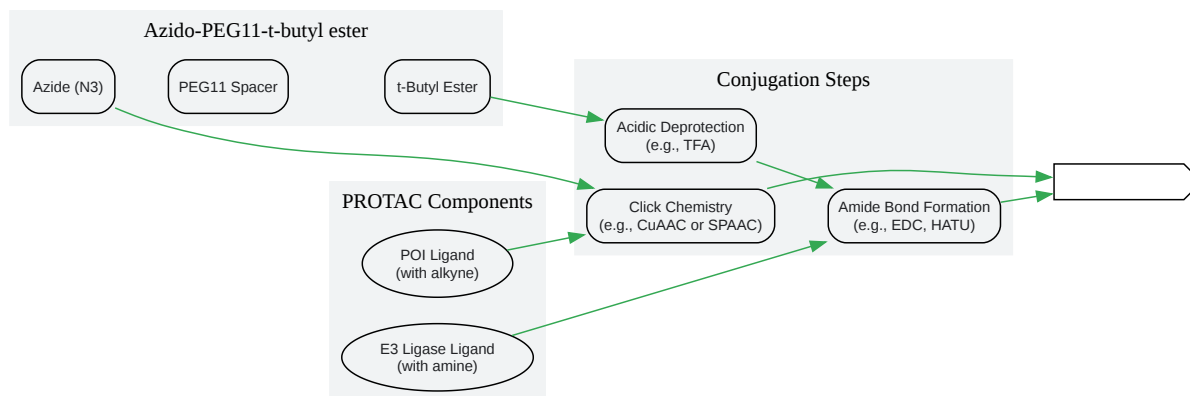 Azido-PEG11-t-butyl ester
Azide (N3)
PEG11 Spacer
t-Butyl Ester
Conjugation Steps
Acidic Deprotection
(e.g., TFA)
Click Chemistry
(e.g., CuAAC or SPAAC)
Amide Bond Formation
(e.g., EDC, HATU)
PROTAC Components
POI Ligand
(with alkyne)
E3 Ligase Ligand
(with amine)